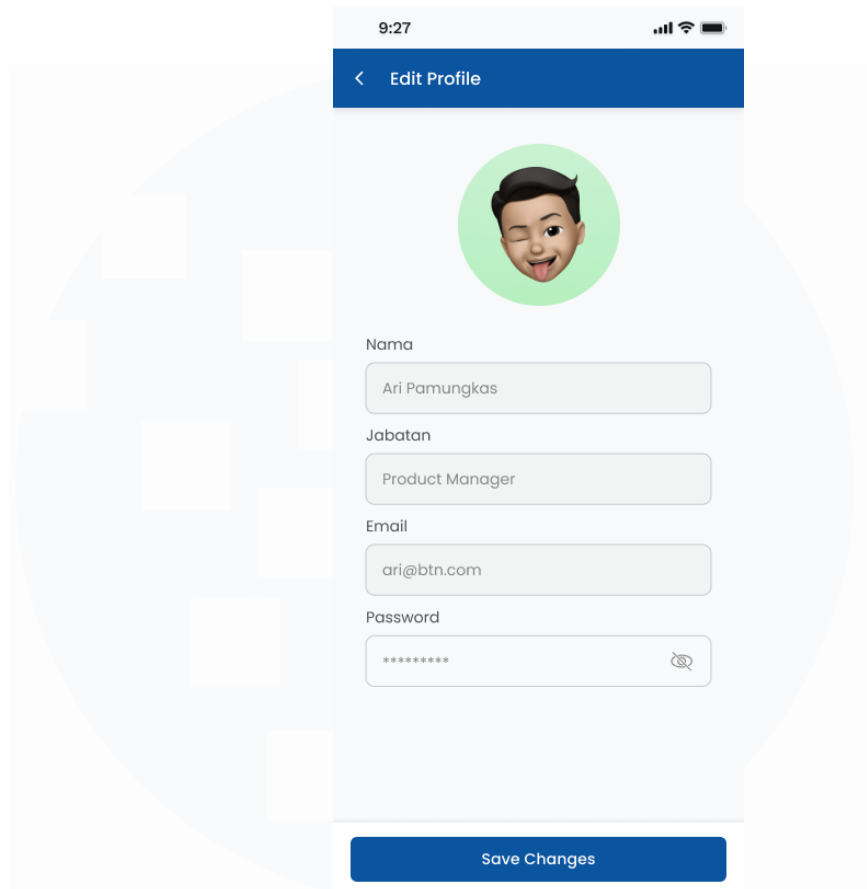 9:27
Edit Profile
Nama
Ari Pamungkas
Jabatan
Product Manager
Email
ari@btn.com
Password
*********
Save Changes